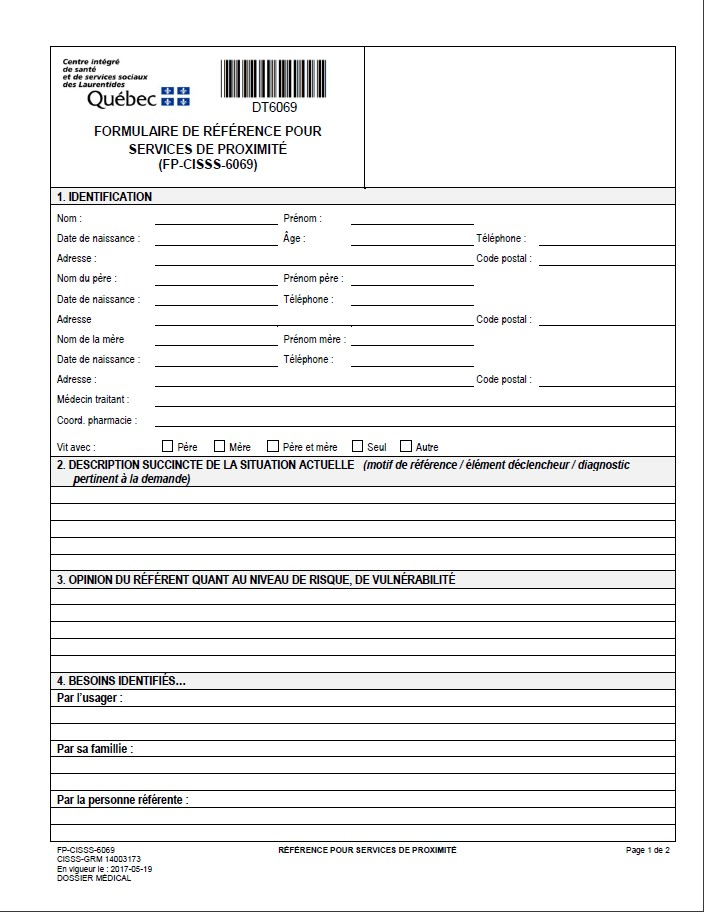 Centre intégré
de santé
et de services sociaux
des Laurentides
Québec
DT6069
FORMULAIRE DE RÉFÉRENCE POUR
SERVICES DE PROXIMITÉ
(FP-CISSS-6069)
1. IDENTIFICATION
Nom : Prénom :
Date de naissance : Âge : Téléphone :
Adresse : Code postal :
Nom du père : Prénom père :
Date de naissance : Téléphone :
Adresse Code postal :
Nom de la mère Prénom mère :
Date de naissance : Téléphone :
Adresse : Code postal :
Médecin traitant :
Coord. pharmacie :
Vit avec : Père Mère Père et mère Seul Autre
2. DESCRIPTION SUCCINCTE DE LA SITUATION ACTUELLE (motif de référence / élément déclencheur / diagnostic
pertinent à la demande)
3. OPINION DU RÉFÉRENT QUANT AU NIVEAU DE RISQUE, DE VULNÉRABILITÉ
4. BESOINS IDENTIFIÉS...
Par l'usager :
Par sa famillie :
Par la personne référente :
FP-CISSS-6069 RÉFÉRENCE POUR SERVICES DE PROXIMITÉ Page 1 de 2
CISSS-GRM 14003173
En vigueur le : 2017-05-19
DOSSIER MÉDICAL